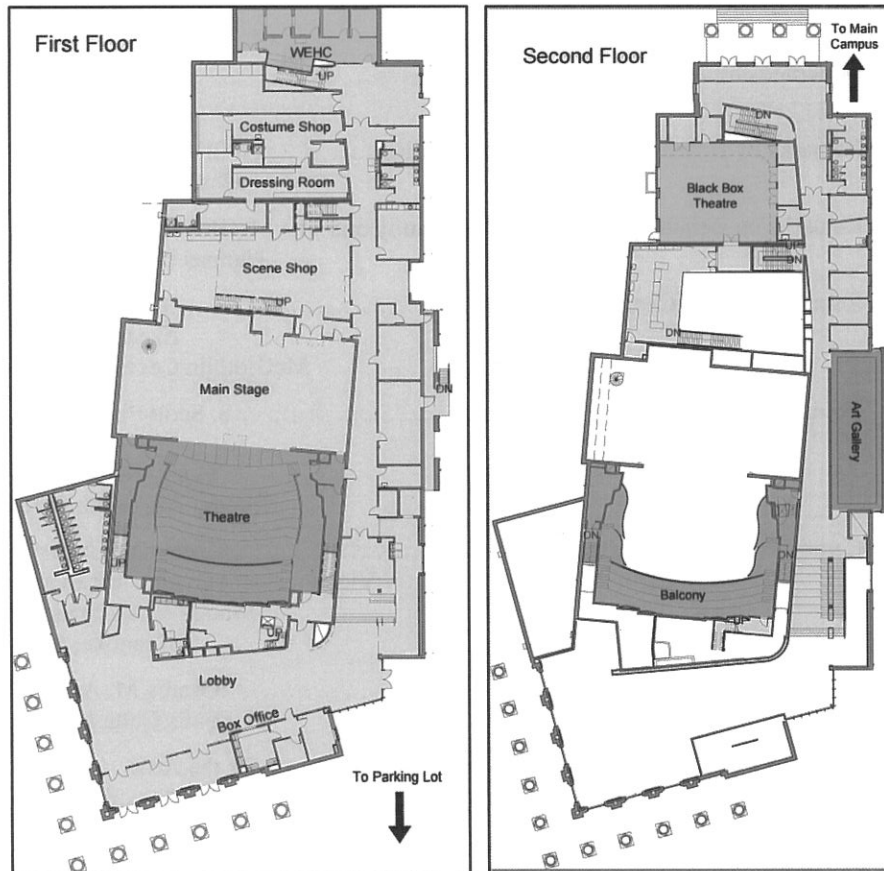 First Floor
WEHC
UP
Costume Shop
Dressing Room
Scene Shop
UP
Main Stage
DN
Theatre
UP
UP
Lobby
Box Office
To Parking Lot
Second Floor
To Main
Campus
DN
Black Box
Theatre
UP
DN
DN
Art Gallery
DN
DN
Balcony
UP